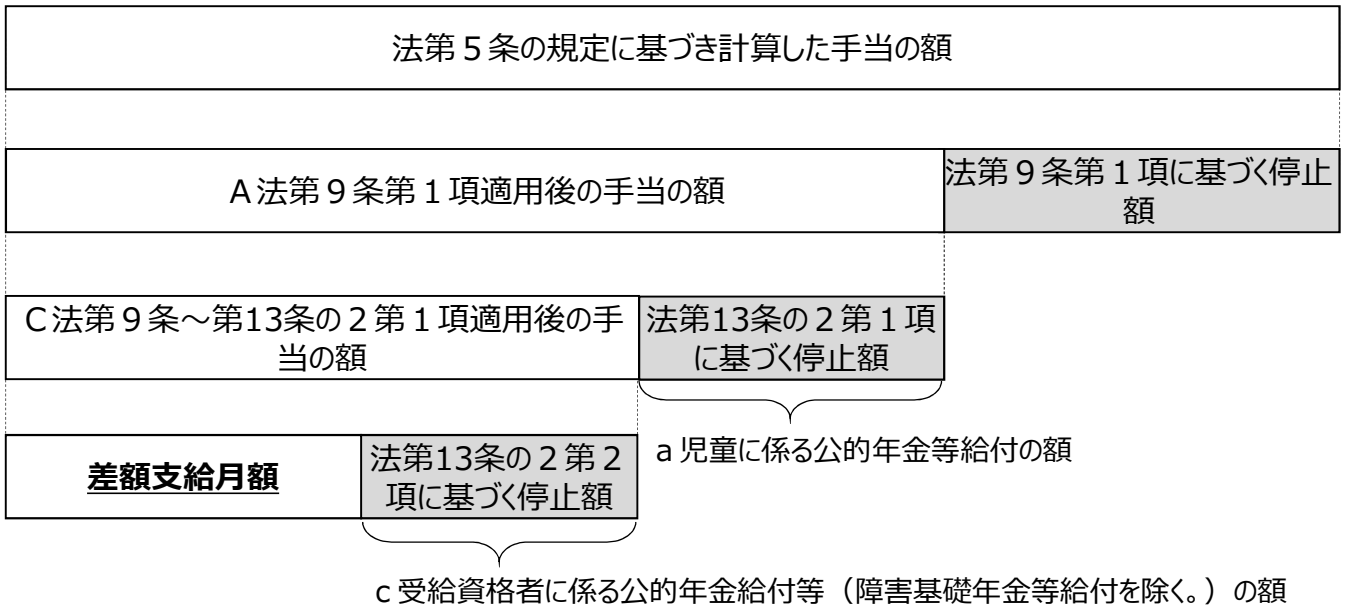 法第５条の規定に基づき計算した手当の額
Ａ法第９条第１項適用後の手当の額
法第９条第１項に基づく停止
額
Ｃ法第９条～第13条の２第１項適用後の手
当の額
法第13条の２第１項
に基づく停止額
ａ児童に係る公的年金等給付の額
差額支給月額
法第13条の２第２
項に基づく停止額
ｃ受給資格者に係る公的年金給付等（障害基礎年金等給付を除く。）の額